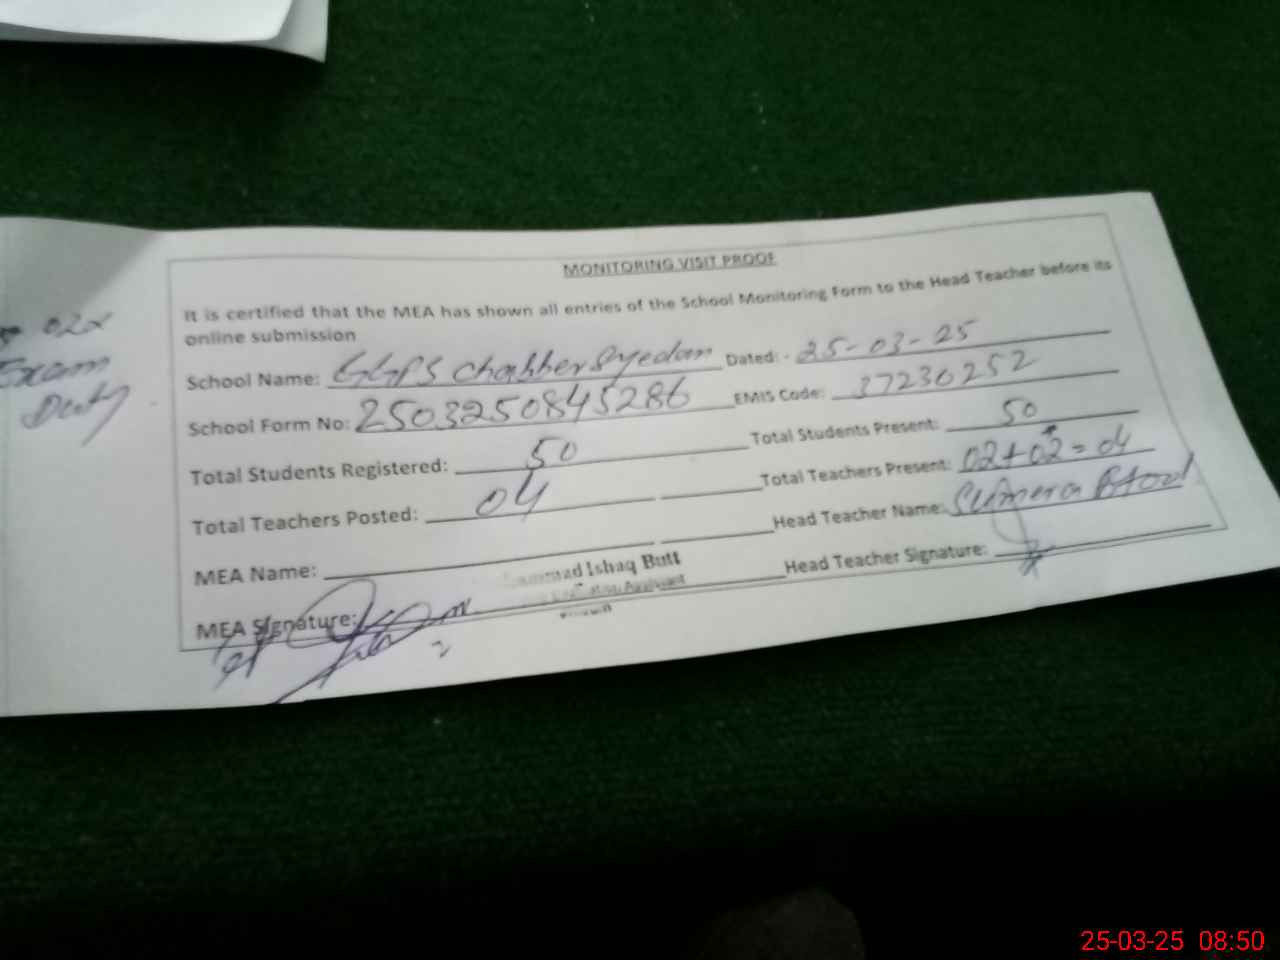 02x
Exam
Duty
MONITORING VISIT PROOF
It is certified that the MEA has shown all entries of the School Monitoring Form to the Head Teacher before its
online submission
School Name: GGPS Chabber Syedan Dated: 25-03-25
School Form No: 2503250845286 EMIS Code: 37230252
Total Students Registered: 50 Total Students Present: 50
Total Teachers Posted: 04 Total Teachers Present: 02+02*=04
MEA Name: Head Teacher Name: Sumera Btool
Ishaq Butt
MEA Signature: Head Teacher Signature:
25-03-25 08:50